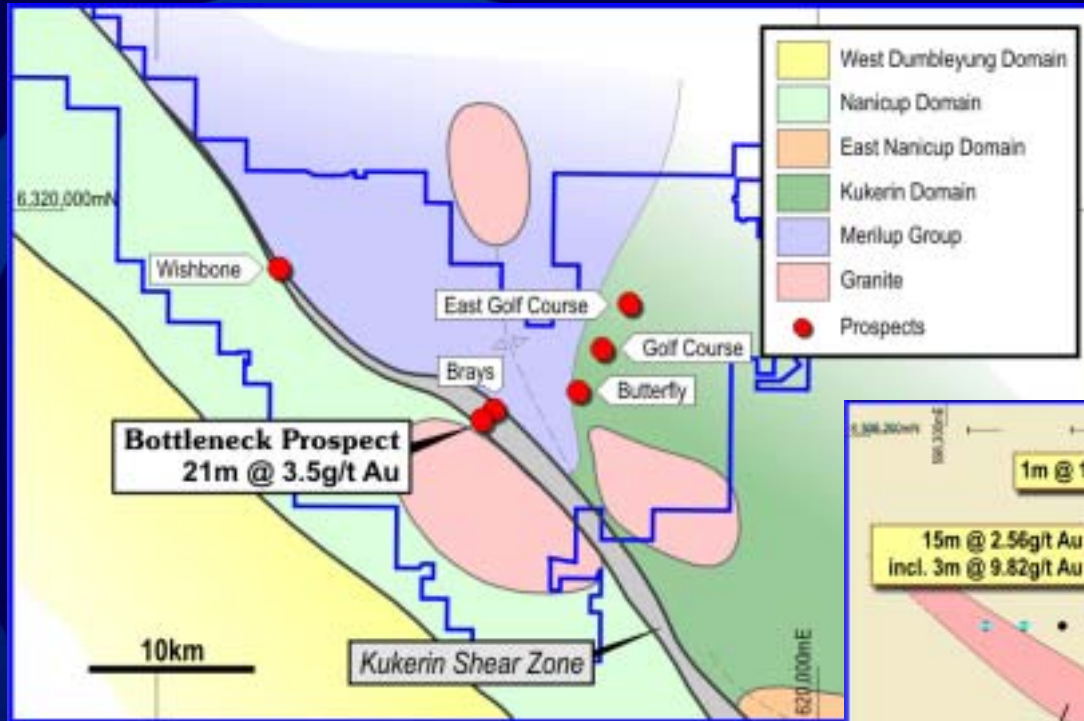 West Dumbleyung Domain
Nanicup Domain
East Nanicup Domain
Kukerin Domain
Merilup Group
Granite
Prospects
6,320,000mN
Wishbone
East Golf Course
Golf Course
Butterfly
Brays
Bottleneck Prospect
21m @ 3.5g/t Au
10km
Kukerin Shear Zone
620,000mE
1m @ 1
15m @ 2.56g/t Au
incl. 3m @ 9.82g/t Au